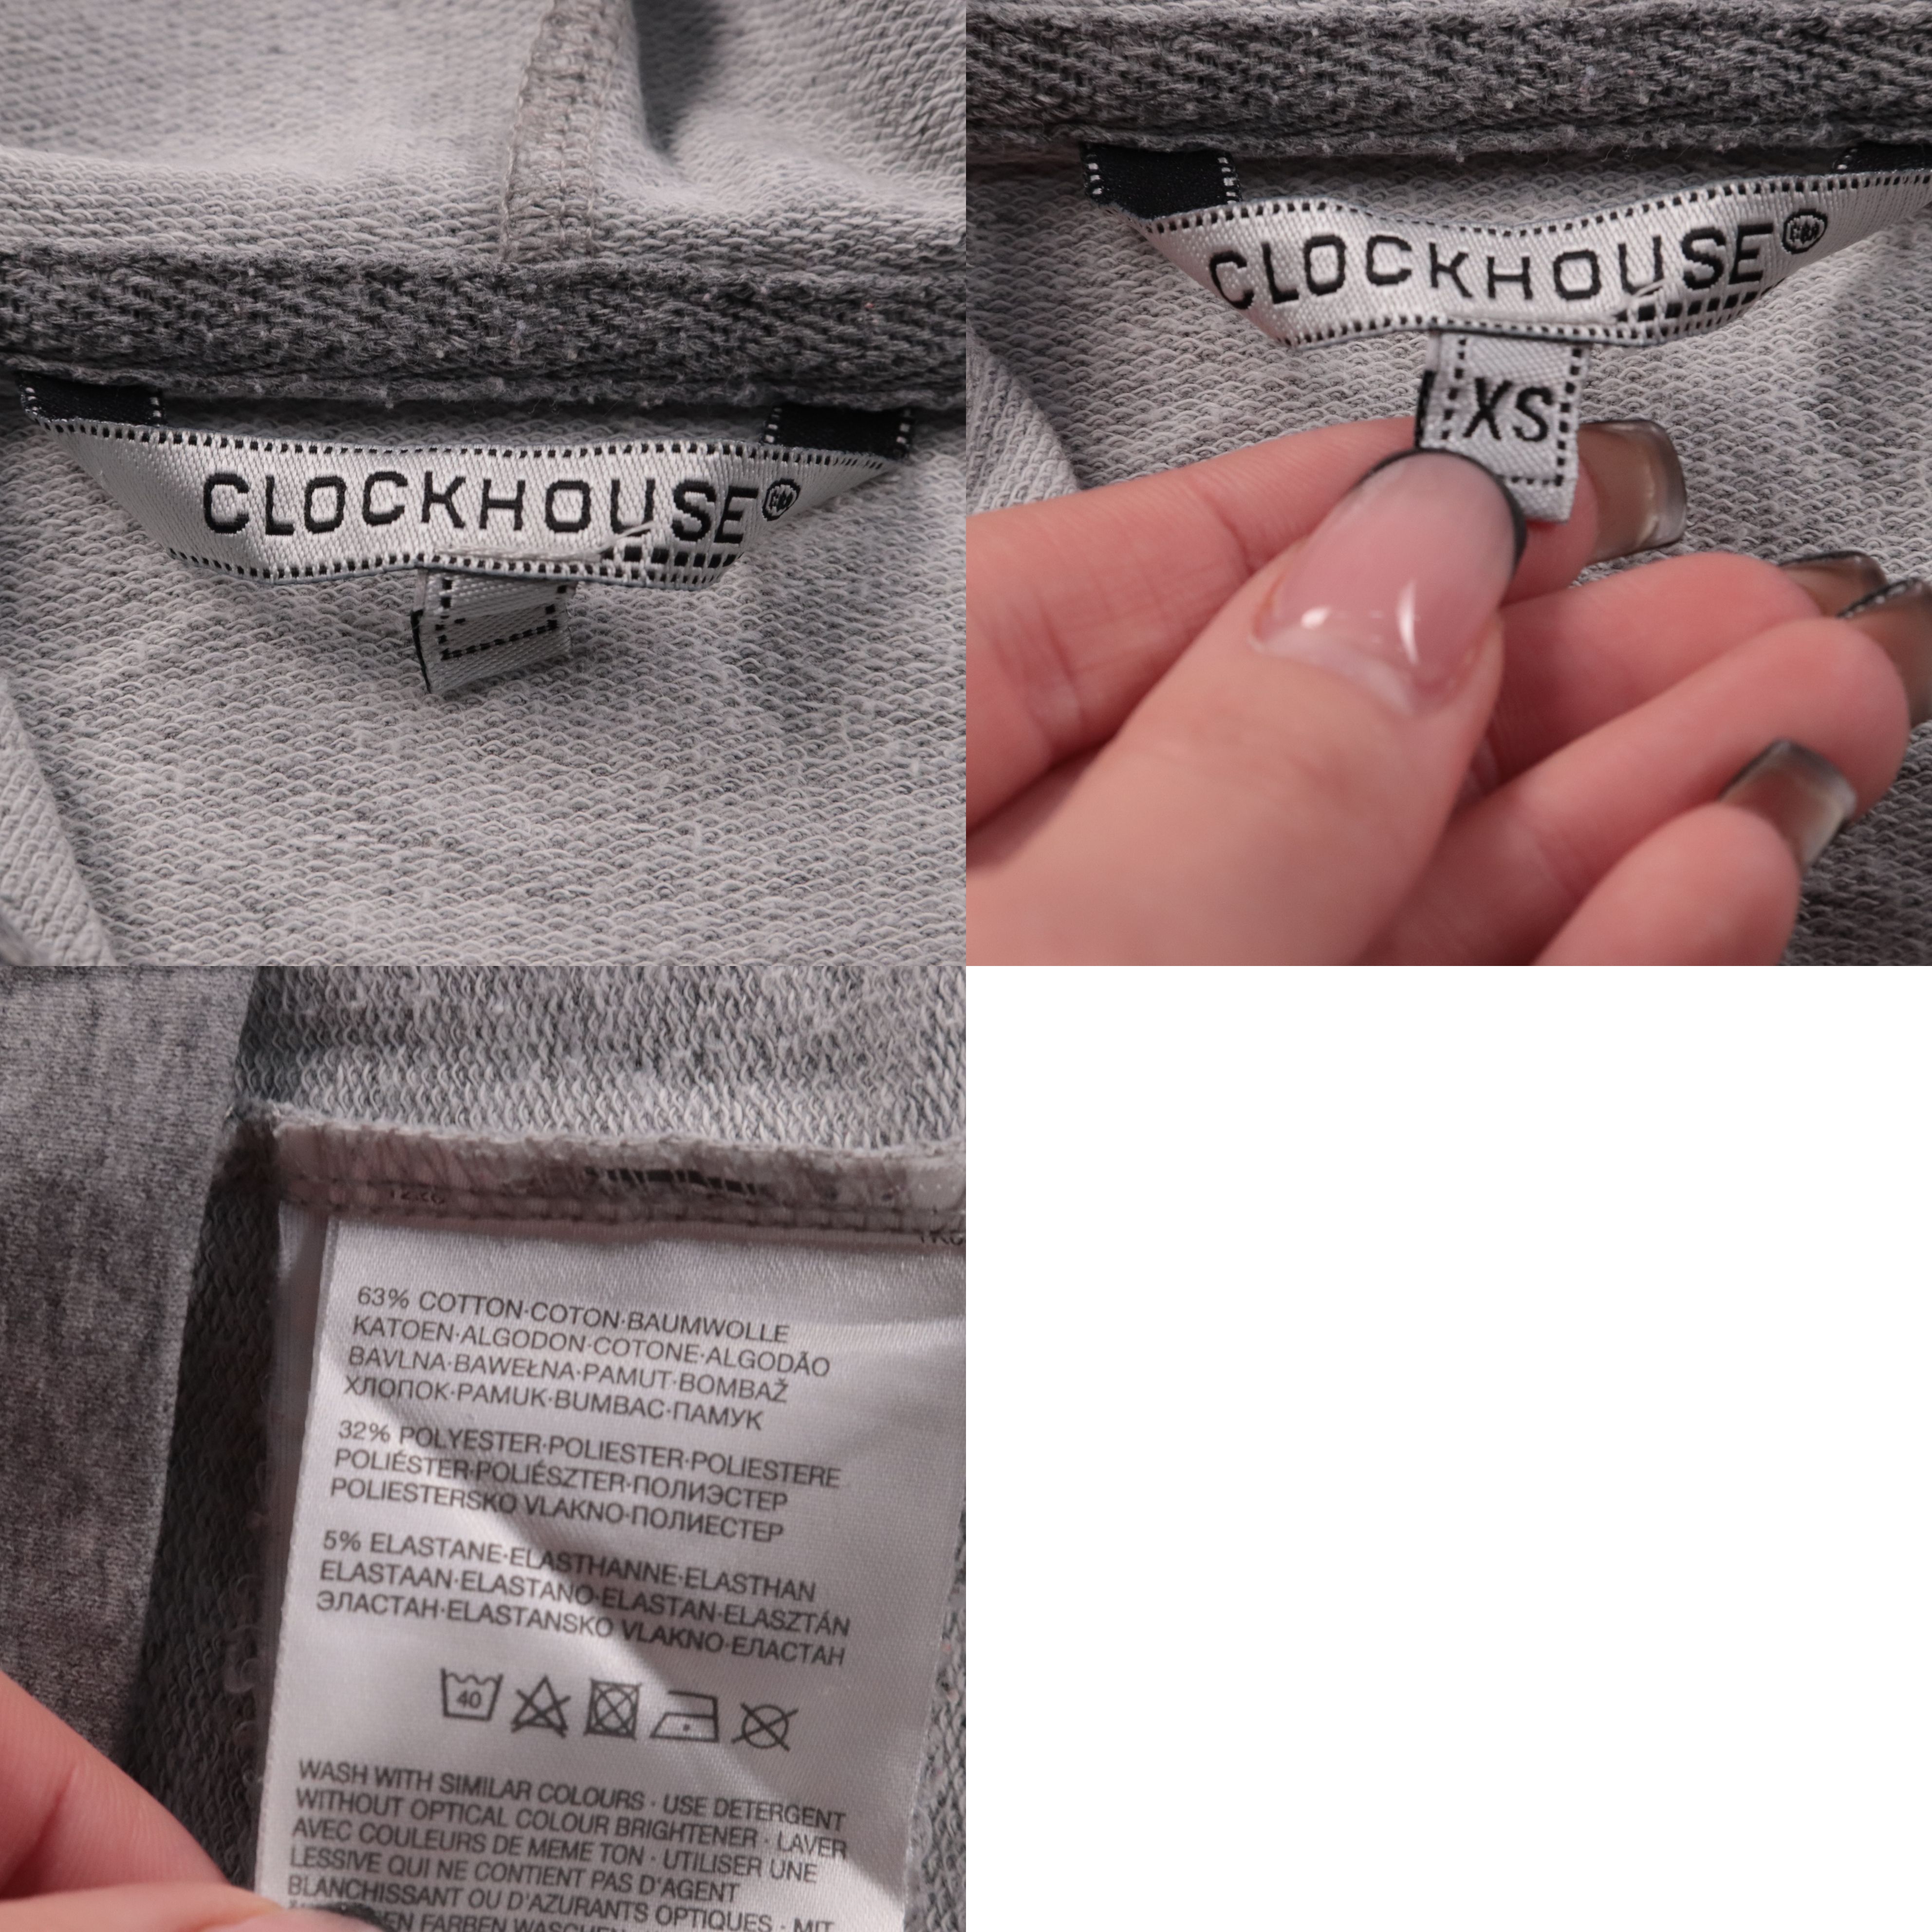 CLOCKHOUSE
CLOCKHOUSE
XS
63% COTTON·COTON·BAUMWOLLE
KATOEN·ALGODON·COTONE·ALGODÃO
BAVLNA·BAWEŁNA·PAMUT·BOMBAŽ
ХЛОПОК·PAMUK·BUMBAC·ПАМУК
32% POLYESTER·POLIESTER·POLIESTERE
POLIÉSTER·POLIÉSZTER·ПОЛИЭСТЕР
POLIESTERSKO VLAKNO·ПОЛИЕСТЕР
5% ELASTANE·ELASTHANNE·ELASTHAN
ELASTAAN·ELASTANO·ELASTAN·ELASZTÁN
ЭЛАСТАН·ELASTANSKO VLAKNO·ЕЛАСТАН
40
WASH WITH SIMILAR COLOURS · USE DETERGENT
WITHOUT OPTICAL COLOUR BRIGHTENER · LAVER
AVEC COULEURS DE MEME TON · UTILISER UNE
LESSIVE QUI NE CONTIENT PAS D'AGENT
BLANCHISSANT OU D'AZURANTS OPTIQUES · MIT
FARBEN WASCHEN